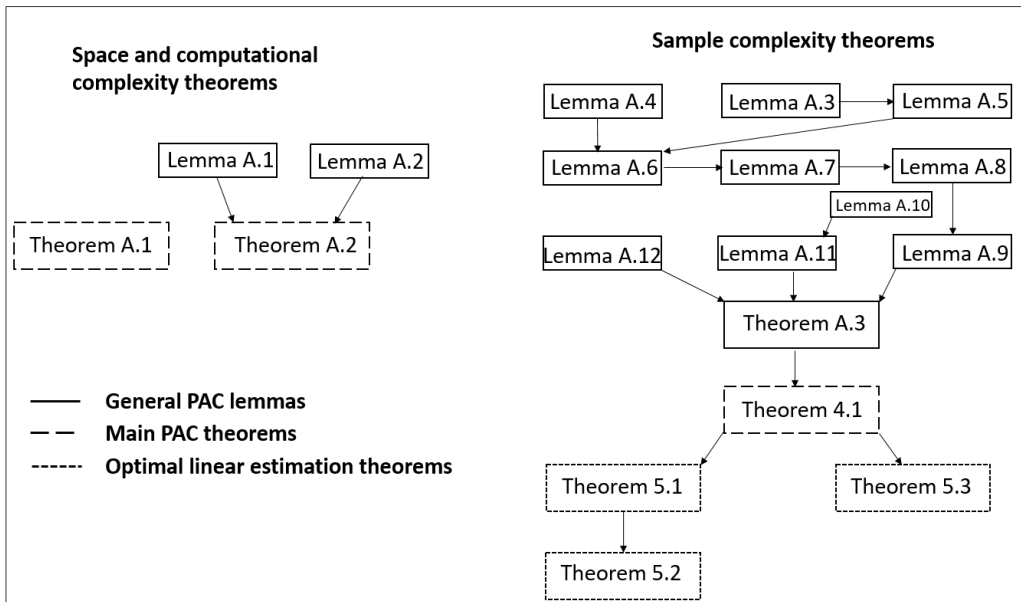 Space and computational
complexity theorems
Lemma A.1
Lemma A.2
Theorem A.1
Theorem A.2
General PAC lemmas
Main PAC theorems
Optimal linear estimation theorems
Sample complexity theorems
Lemma A.4
Lemma A.3
Lemma A.5
Lemma A.6
Lemma A.7
Lemma A.8
Lemma A.10
Lemma A.12
Lemma A.11
Lemma A.9
Theorem A.3
Theorem 4.1
Theorem 5.1
Theorem 5.3
Theorem 5.2